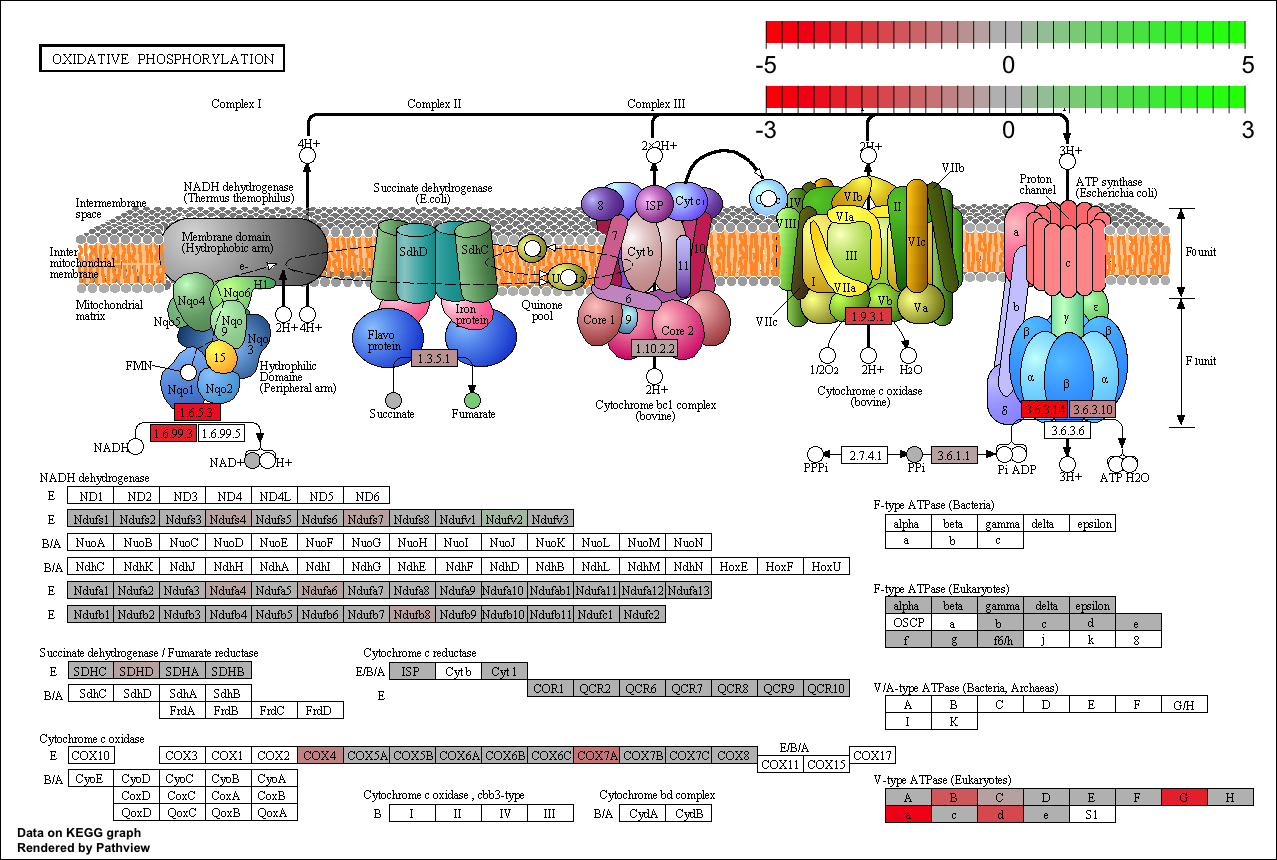 OXIDATIVE PHOSPHORYLATION
-5 0 5
-3 0 3
Complex I Complex II Complex III
4H+ 2×2H+ 2H+ 3H+
NADH dehydrogenase
(Thermus themophilus)
Succinate dehydrogenase
(E.coli)
Proton
channel
ATP synthase
(Escherichia coli)
Intermembrane
space
Innter
mitochondrial
membrane
Mitochondrial
matrix
Membrane domain
(Hydrophobic arm)
e-
H1
Nqo4
Nqo6
Nqo5
Nqo
9
Nqo
3
15
FMN
Nqo1
Nqo2
2H+ 4H+
Hydrophilic
Domaine
(Peripheral arm)
1.6.5.3
1.6.99.3 1.6.99.5
NADH
NAD+ H+
SdhD
SdhC
Flavo
protein
Iron
protein
1.3.5.1
Succinate
Fumarate
Quinone
pool
8 ISP Cyt c1
7 Cyt b 11 10
6
Core 1 9 Core 2
1.10.2.2
2H+
Cytochrome bc1 complex
(bovine)
VIIb
IV VIb II
VIII VIa VIc
III
I
VIIa
VIIc Vb Va
1.9.3.1
1/2O2 2H+ H2O
Cytochrome c oxidase
(bovine)
a c
b γ ε
β β
α β α
δ
F0unit
F1unit
3.6.3.14 3.6.3.10
3.6.3.6
PPPi 2.7.4.1 PPi 3.6.1.1 Pi ADP
3H+
ATP H2O
NADH dehydrogenase
E ND1 ND2 ND3 ND4 ND4L ND5 ND6
E Ndufs1 Ndufs2 Ndufs3 Ndufs4 Ndufs5 Ndufs6 Ndufs7 Ndufs8 Ndufv1 Ndufv2 Ndufv3
B/A NuoA NuoB NuoC NuoD NuoE NuoF NuoG NuoH NuoI NuoJ NuoK NuoL NuoM NuoN
B/A NdhC NdhK NdhJ NdhH NdhA NdhI NdhG NdhE NdhF NdhD NdhB NdhL NdhM NdhN HoxE HoxF HoxU
E Ndufa1 Ndufa2 Ndufa3 Ndufa4 Ndufa5 Ndufa6 Ndufa7 Ndufa8 Ndufa9 Ndufa10 Ndufab1 Ndufa11 Ndufa12 Ndufa13
E Ndufb1 Ndufb2 Ndufb3 Ndufb4 Ndufb5 Ndufb6 Ndufb7 Ndufb8 Ndufb9 Ndufb10 Ndufb11 Ndufc1 Ndufc2
Succinate dehydrogenase / Fumarate reductase
E SDHC SDHD SDHA SDHB
B/A SdhC SdhD SdhA SdhB
FrdA FrdB FrdC FrdD
Cytochrome c reductase
E/B/A ISP Cyt b Cyt 1
E COR1 QCR2 QCR6 QCR7 QCR8 QCR9 QCR10
Cytochrome c oxidase
E COX10 COX3 COX1 COX2 COX4 COX5A COX5B COX6A COX6B COX6C COX7A COX7B COX7C COX8
E/B/A
COX11 COX15
COX17
B/A CyoE CyoD CyoC CyoB CyoA
CoxD CoxC CoxA CoxB
QoxD QoxC QoxB QoxA
Cytochrome c oxidase , cbb3-type
B I II IV III
Cytochrome bd complex
B/A CydA CydB
F-type ATPase (Bacteria)
alpha beta gamma delta epsilon
a b c
F-type ATPase (Eukaryotes)
alpha beta gamma delta epsilon
OSCP a b c d e
f g f6/h j k 8
V/A-type ATPase (Bacteria, Archaeas)
A B C D E F G/H
I K
V-type ATPase (Eukaryotes)
A B C D E F G H
a c d e S1
Data on KEGG graph
Rendered by Pathview